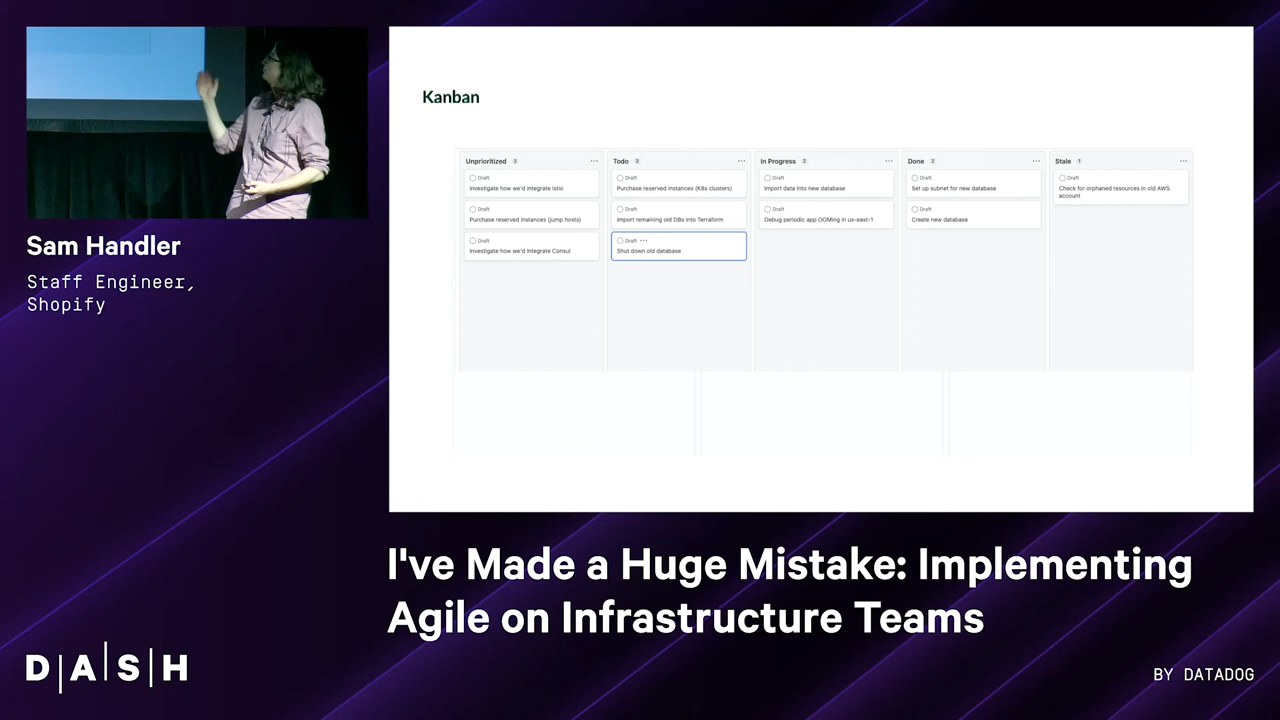 Sam Handler
Staff Engineer,
Shopify
Kanban
Unprioritized 3 ...
Draft
Investigate how we'd integrate Istio
Draft
Purchase reserved instances (jump hosts)
Draft
Investigate how we'd integrate Consul
Todo 3 ...
Draft
Purchase reserved instances (K8s clusters)
Draft
Import remaining old DBs into Terraform
Draft ...
Shut down old database
In Progress 2 ...
Draft
Import data into new database
Draft
Debug periodic app OOMing in us-east-1
Done 2 ...
Draft
Set up subnet for new database
Draft
Create new database
Stale 1 ...
Draft
Check for orphaned resources in old AWS
account
I've Made a Huge Mistake: Implementing
Agile on Infrastructure Teams
D|A|S|H
BY DATADOG